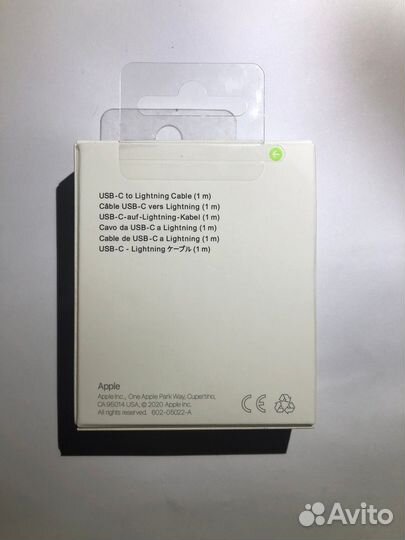 USB-C to Lightning Cable (1 m)
Câble USB-C vers Lightning (1 m)
USB-C-auf-Lightning-Kabel (1 m)
Cavo da USB-C a Lightning (1 m)
Cable de USB-C a Lightning (1 m)
USB-C - Lightning ケーブル (1 m)
Apple
Apple Inc., One Apple Park Way, Cupertino,
CA 95014 USA. © 2020 Apple Inc.
All rights reserved. 602-05022-A
CE
Avito